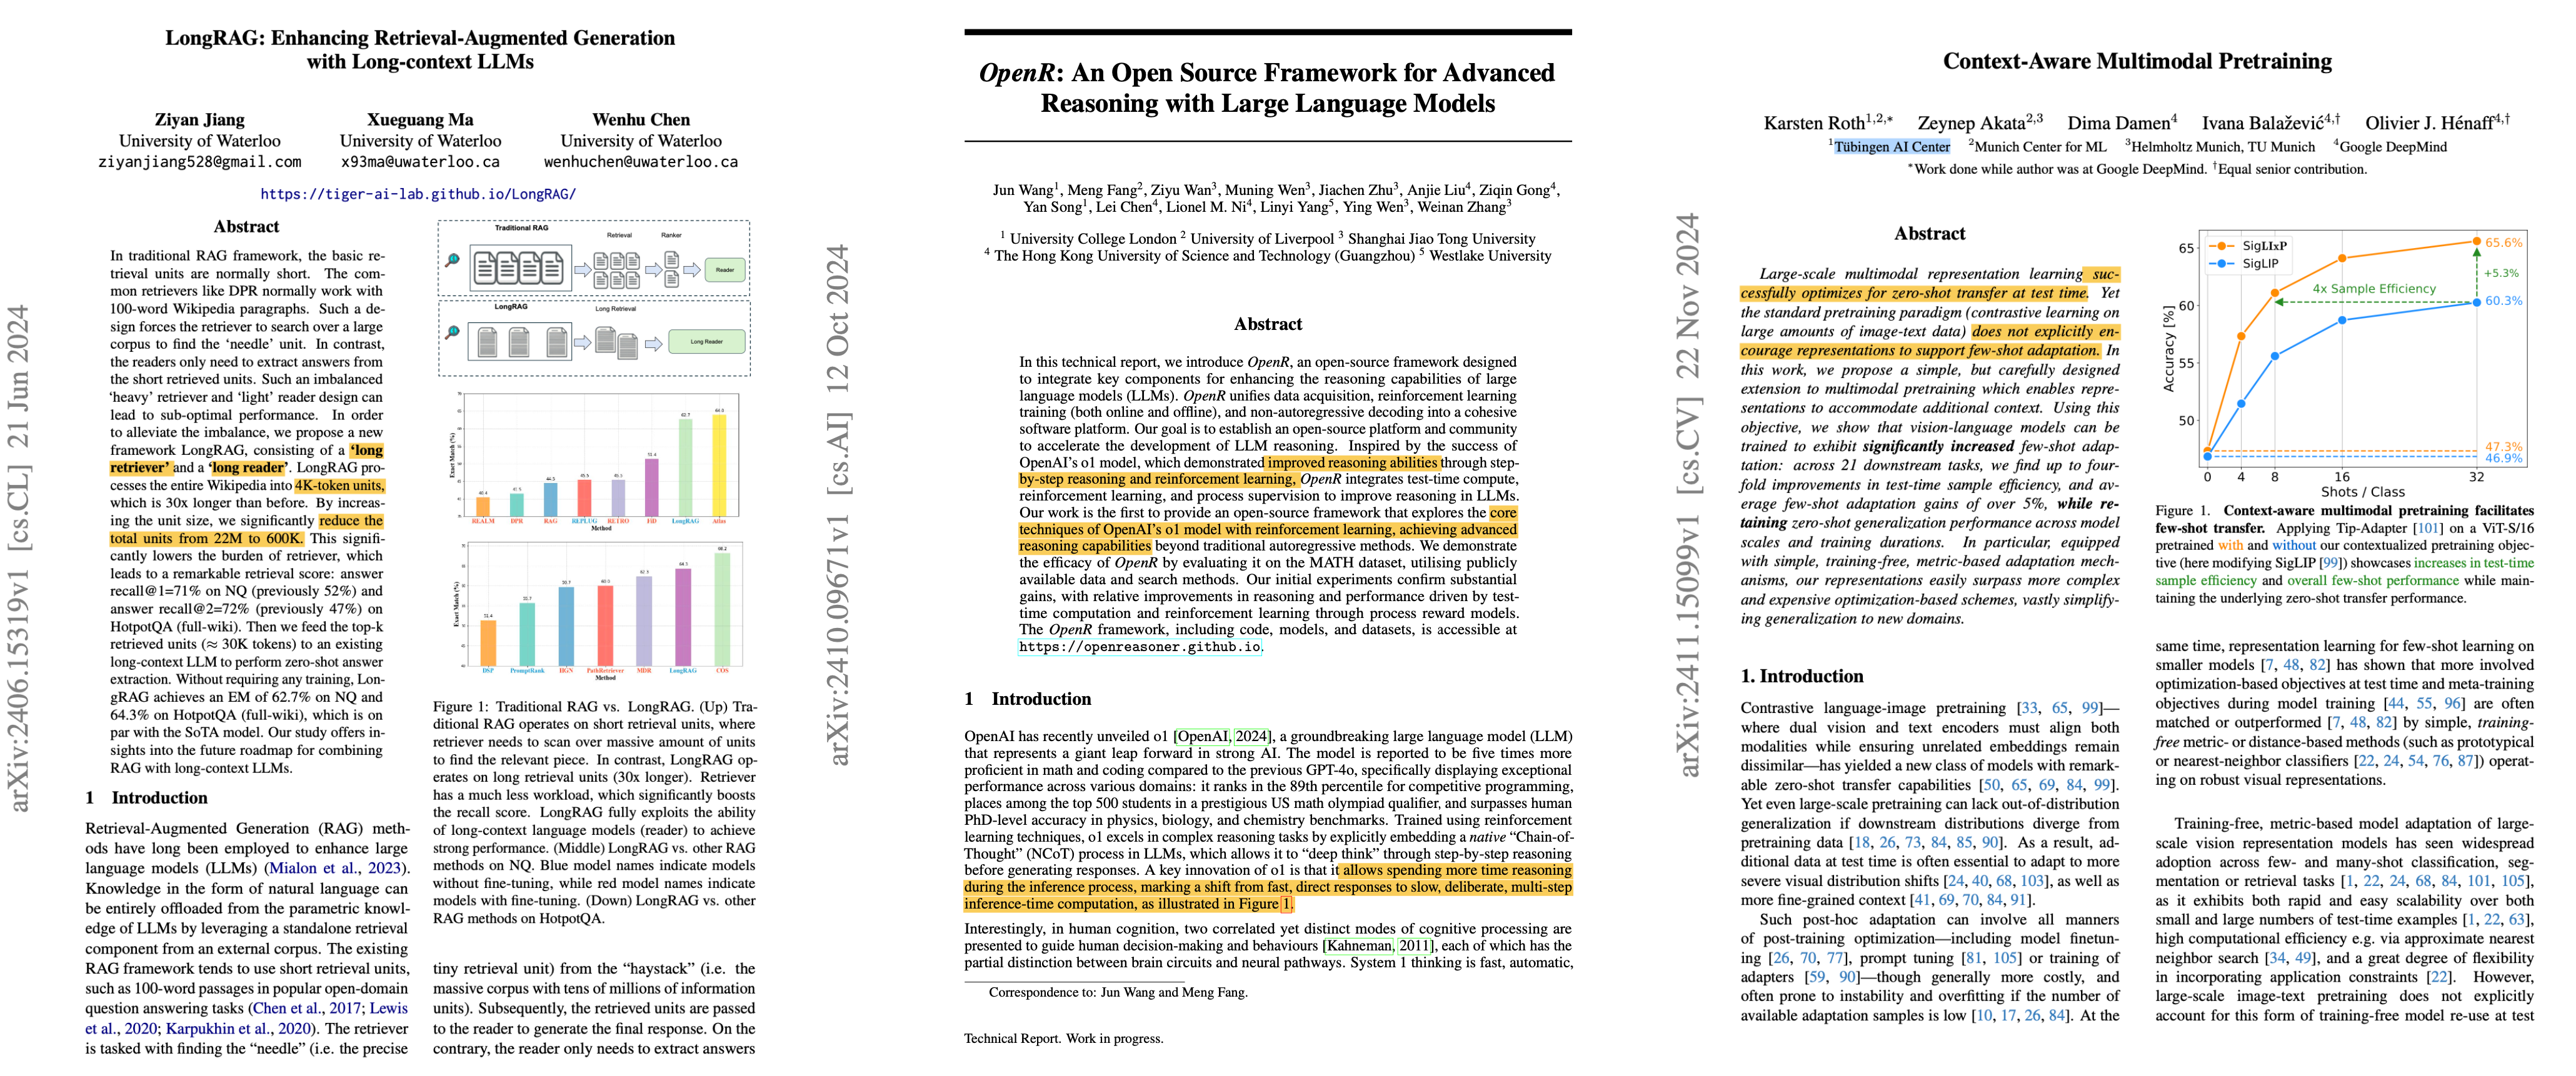 arXiv:2406.15319v1 [cs.CL] 21 Jun 2024
LongRAG: Enhancing Retrieval-Augmented Generation
with Long-context LLMs
Ziyan Jiang
University of Waterloo
ziyanjiang528@gmail.com
Xueguang Ma
University of Waterloo
x93ma@uwaterloo.ca
Wenhu Chen
University of Waterloo
wenhuchen@uwaterloo.ca
https://tiger-ai-lab.github.io/LongRAG/
Abstract
In traditional RAG framework, the basic re-
trieval units are normally short. The com-
mon retrievers like DPR normally work with
100-word Wikipedia paragraphs. Such a de-
sign forces the retriever to search over a large
corpus to find the ‘needle’ unit. In contrast,
the readers only need to extract answers from
the short retrieved units. Such an imbalanced
‘heavy’ retriever and ‘light’ reader design can
lead to sub-optimal performance. In order
to alleviate the imbalance, we propose a new
framework LongRAG, consisting of a ‘long
retriever’ and a ‘long reader’. LongRAG pro-
cesses the entire Wikipedia into 4K-token units,
which is 30x longer than before. By increas-
ing the unit size, we significantly reduce the
total units from 22M to 600K. This signifi-
cantly lowers the burden of retriever, which
leads to a remarkable retrieval score: answer
recall@1=71% on NQ (previously 52%) and
answer recall@2=72% (previously 47%) on
HotpotQA (full-wiki). Then we feed the top-k
retrieved units (≈ 30K tokens) to an existing
long-context LLM to perform zero-shot answer
extraction. Without requiring any training, Lon-
gRAG achieves an EM of 62.7% on NQ and
64.3% on HotpotQA (full-wiki), which is on
par with the SoTA model. Our study offers in-
sights into the future roadmap for combining
RAG with long-context LLMs.
1 Introduction
Retrieval-Augmented Generation (RAG) meth-
ods have long been employed to enhance large
language models (LLMs) (Mialon et al., 2023).
Knowledge in the form of natural language can
be entirely offloaded from the parametric knowl-
edge of LLMs by leveraging a standalone retrieval
component from an external corpus. The existing
RAG framework tends to use short retrieval units,
such as 100-word passages in popular open-domain
question answering tasks (Chen et al., 2017; Lewis
et al., 2020; Karpukhin et al., 2020). The retriever
is tasked with finding the “needle” (i.e. the precise
Traditional RAG
Retrieval
Ranker
Reader
LongRAG
Long Retrieval
Long Reader
Exact Match (%)
REALM DPR RAG REPLUG RETRO FiD LongRAG Atlas
Method
Exact Match (%)
DSP PromptRank HGN PathRetriever MDR LongRAG COS
Method
Figure 1: Traditional RAG vs. LongRAG. (Up) Tra-
ditional RAG operates on short retrieval units, where
retriever needs to scan over massive amount of units
to find the relevant piece. In contrast, LongRAG op-
erates on long retrieval units (30x longer). Retriever
has a much less workload, which significantly boosts
the recall score. LongRAG fully exploits the ability
of long-context language models (reader) to achieve
strong performance. (Middle) LongRAG vs. other RAG
methods on NQ. Blue model names indicate models
without fine-tuning, while red model names indicate
models with fine-tuning. (Down) LongRAG vs. other
RAG methods on HotpotQA.
tiny retrieval unit) from the “haystack” (i.e. the
massive corpus with tens of millions of information
units). Subsequently, the retrieved units are passed
to the reader to generate the final response. On the
contrary, the reader only needs to extract answers
arXiv:2410.09671v1 [cs.AI] 12 Oct 2024
OpenR: An Open Source Framework for Advanced
Reasoning with Large Language Models
Jun Wang1, Meng Fang2, Ziyu Wan3, Muning Wen3, Jiachen Zhu3, Anjie Liu4, Ziqin Gong4,
Yan Song1, Lei Chen4, Lionel M. Ni4, Linyi Yang5, Ying Wen3, Weinan Zhang3
1 University College London 2 University of Liverpool 3 Shanghai Jiao Tong University
4 The Hong Kong University of Science and Technology (Guangzhou) 5 Westlake University
Abstract
In this technical report, we introduce OpenR, an open-source framework designed
to integrate key components for enhancing the reasoning capabilities of large
language models (LLMs). OpenR unifies data acquisition, reinforcement learning
training (both online and offline), and non-autoregressive decoding into a cohesive
software platform. Our goal is to establish an open-source platform and community
to accelerate the development of LLM reasoning. Inspired by the success of
OpenAI’s o1 model, which demonstrated improved reasoning abilities through step-
by-step reasoning and reinforcement learning, OpenR integrates test-time compute,
reinforcement learning, and process supervision to improve reasoning in LLMs.
Our work is the first to provide an open-source framework that explores the core
techniques of OpenAI’s o1 model with reinforcement learning, achieving advanced
reasoning capabilities beyond traditional autoregressive methods. We demonstrate
the efficacy of OpenR by evaluating it on the MATH dataset, utilising publicly
available data and search methods. Our initial experiments confirm substantial
gains, with relative improvements in reasoning and performance driven by test-
time computation and reinforcement learning through process reward models.
The OpenR framework, including code, models, and datasets, is accessible at
https://openreasoner.github.io.
1 Introduction
OpenAI has recently unveiled o1 [OpenAI, 2024], a groundbreaking large language model (LLM)
that represents a giant leap forward in strong AI. The model is reported to be five times more
proficient in math and coding compared to the previous GPT-4o, specifically displaying exceptional
performance across various domains: it ranks in the 89th percentile for competitive programming,
places among the top 500 students in a prestigious US math olympiad qualifier, and surpasses human
PhD-level accuracy in physics, biology, and chemistry benchmarks. Trained using reinforcement
learning techniques, o1 excels in complex reasoning tasks by explicitly embedding a native “Chain-of-
Thought” (NCoT) process in LLMs, which allows it to “deep think” through step-by-step reasoning
before generating responses. A key innovation of o1 is that it allows spending more time reasoning
during the inference process, marking a shift from fast, direct responses to slow, deliberate, multi-step
inference-time computation, as illustrated in Figure 1.
Interestingly, in human cognition, two correlated yet distinct modes of cognitive processing are
presented to guide human decision-making and behaviours [Kahneman, 2011], each of which has the
partial distinction between brain circuits and neural pathways. System 1 thinking is fast, automatic,
Correspondence to: Jun Wang and Meng Fang.
Technical Report. Work in progress.
arXiv:2411.15099v1 [cs.CV] 22 Nov 2024
Context-Aware Multimodal Pretraining
Karsten Roth1,2,* Zeynep Akata2,3 Dima Damen4 Ivana Balažević4,† Olivier J. Hénaff4,†
1Tübingen AI Center 2Munich Center for ML 3Helmholtz Munich, TU Munich 4Google DeepMind
*Work done while author was at Google DeepMind. †Equal senior contribution.
Abstract
Large-scale multimodal representation learning suc-
cessfully optimizes for zero-shot transfer at test time. Yet
the standard pretraining paradigm (contrastive learning on
large amounts of image-text data) does not explicitly en-
courage representations to support few-shot adaptation. In
this work, we propose a simple, but carefully designed
extension to multimodal pretraining which enables repre-
sentations to accommodate additional context. Using this
objective, we show that vision-language models can be
trained to exhibit significantly increased few-shot adap-
tation: across 21 downstream tasks, we find up to four-
fold improvements in test-time sample efficiency, and av-
erage few-shot adaptation gains of over 5%, while re-
taining zero-shot generalization performance across model
scales and training durations. In particular, equipped
with simple, training-free, metric-based adaptation mech-
anisms, our representations easily surpass more complex
and expensive optimization-based schemes, vastly simplify-
ing generalization to new domains.
1. Introduction
Contrastive language-image pretraining [33, 65, 99]—
where dual vision and text encoders must align both
modalities while ensuring unrelated embeddings remain
dissimilar—has yielded a new class of models with remark-
able zero-shot transfer capabilities [50, 65, 69, 84, 99].
Yet even large-scale pretraining can lack out-of-distribution
generalization if downstream distributions diverge from
pretraining data [18, 26, 73, 84, 85, 90]. As a result, ad-
ditional data at test time is often essential to adapt to more
severe visual distribution shifts [24, 40, 68, 103], as well as
more fine-grained context [41, 69, 70, 84, 91].
Such post-hoc adaptation can involve all manners
of post-training optimization—including model finetun-
ing [26, 70, 77], prompt tuning [81, 105] or training of
adapters [59, 90]—though generally more costly, and
often prone to instability and overfitting if the number of
available adaptation samples is low [10, 17, 26, 84]. At the
SigLIxP
SigLIP
65.6%
+5.3%
4x Sample Efficiency
60.3%
47.3%
46.9%
Accuracy [%]
65
60
55
50
0 4 8 16 32
Shots / Class
Figure 1. Context-aware multimodal pretraining facilitates
few-shot transfer. Applying Tip-Adapter [101] on a ViT-S/16
pretrained with and without our contextualized pretraining objec-
tive (here modifying SigLIP [99]) showcases increases in test-time
sample efficiency and overall few-shot performance while main-
taining the underlying zero-shot transfer performance.
same time, representation learning for few-shot learning on
smaller models [7, 48, 82] has shown that more involved
optimization-based objectives at test time and meta-training
objectives during model training [44, 55, 96] are often
matched or outperformed [7, 48, 82] by simple, training-
free metric- or distance-based methods (such as prototypical
or nearest-neighbor classifiers [22, 24, 54, 76, 87]) operat-
ing on robust visual representations.
Training-free, metric-based model adaptation of large-
scale vision representation models has seen widespread
adoption across few- and many-shot classification, seg-
mentation or retrieval tasks [1, 22, 24, 68, 84, 101, 105],
as it exhibits both rapid and easy scalability over both
small and large numbers of test-time examples [1, 22, 63],
high computational efficiency e.g. via approximate nearest
neighbor search [34, 49], and a great degree of flexibility
in incorporating application constraints [22]. However,
large-scale image-text pretraining does not explicitly
account for this form of training-free model re-use at test